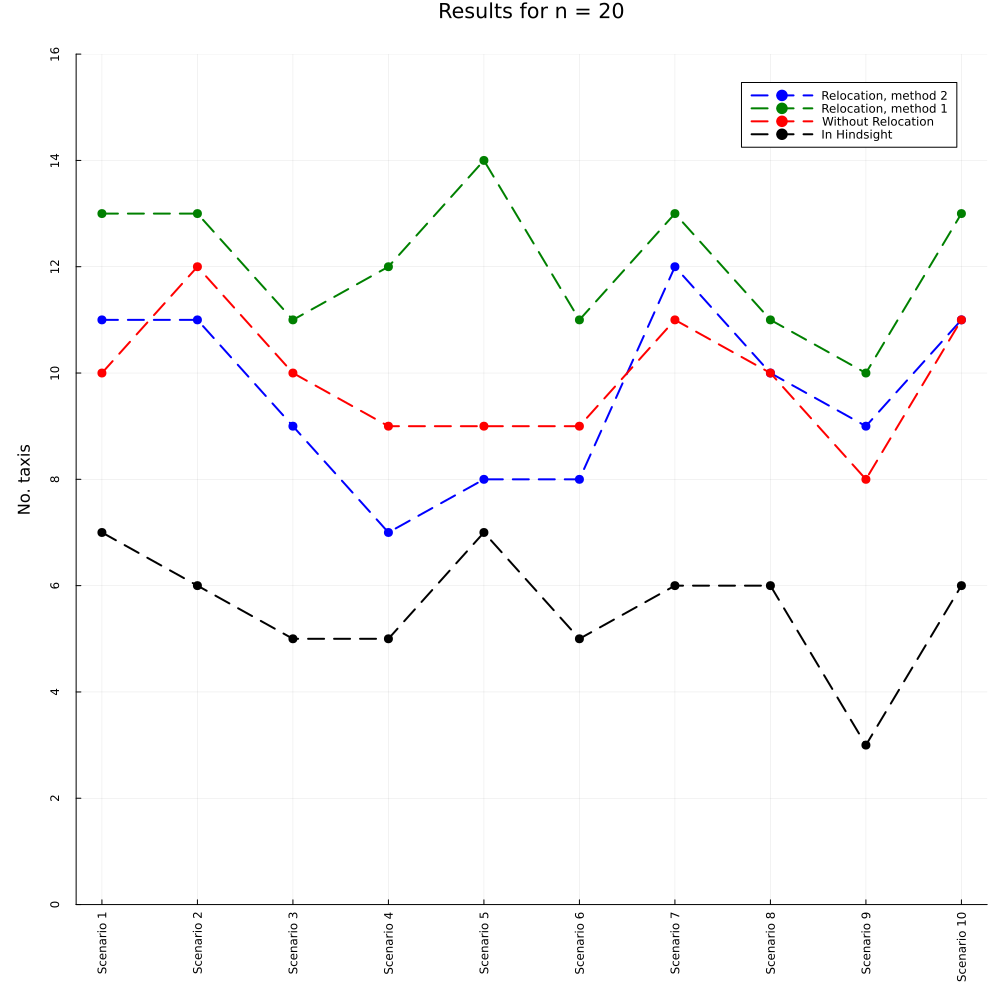 Results for n = 20
16
14
12
10
8
6
4
2
0
No. taxis
Relocation, method 2
Relocation, method 1
Without Relocation
In Hindsight
Scenario 1
Scenario 2
Scenario 3
Scenario 4
Scenario 5
Scenario 6
Scenario 7
Scenario 8
Scenario 9
Scenario 10